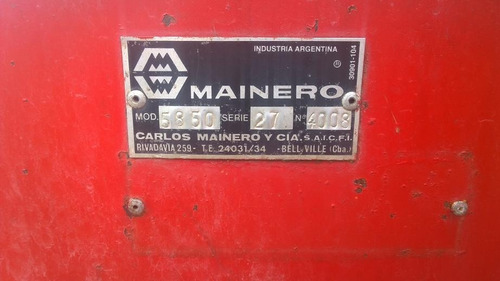 INDUSTRIA ARGENTINA
30901-104
®
MAINERO
MOD. 5850 SERIE 27 Nº 4008
CARLOS MAINERO Y CIA. S.A.I.C.F.I.
RIVADAVIA 259 - T.E. 24031/34 - BELL VILLE (Cba.)